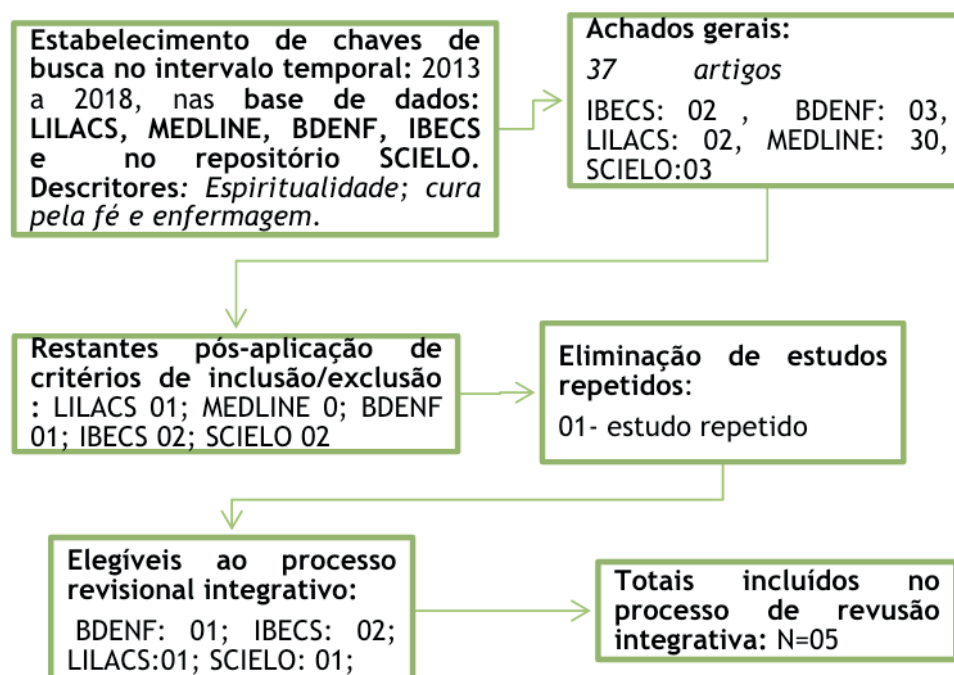 Estabelecimento de chaves de
busca no intervalo temporal: 2013
a 2018, nas base de dados:
LILACS, MEDLINE, BDENF, IBECS
e no repositório SCIELO.
Descritores: Espiritualidade; cura
pela fé e enfermagem.
Achados gerais:
37 artigos
IBECS: 02 , BDENF: 03,
LILACS: 02, MEDLINE: 30,
SCIELO:03
Restantes pós-aplicação de
critérios de inclusão/exclusão
: LILACS 01; MEDLINE 0; BDENF
01; IBECS 02; SCIELO 02
Eliminação de estudos
repetidos:
01- estudo repetido
Elegíveis ao processo
revisional integrativo:
BDENF: 01; IBECS: 02;
LILACS:01; SCIELO: 01;
Totais incluídos no
processo de revusão
integrativa: N=05